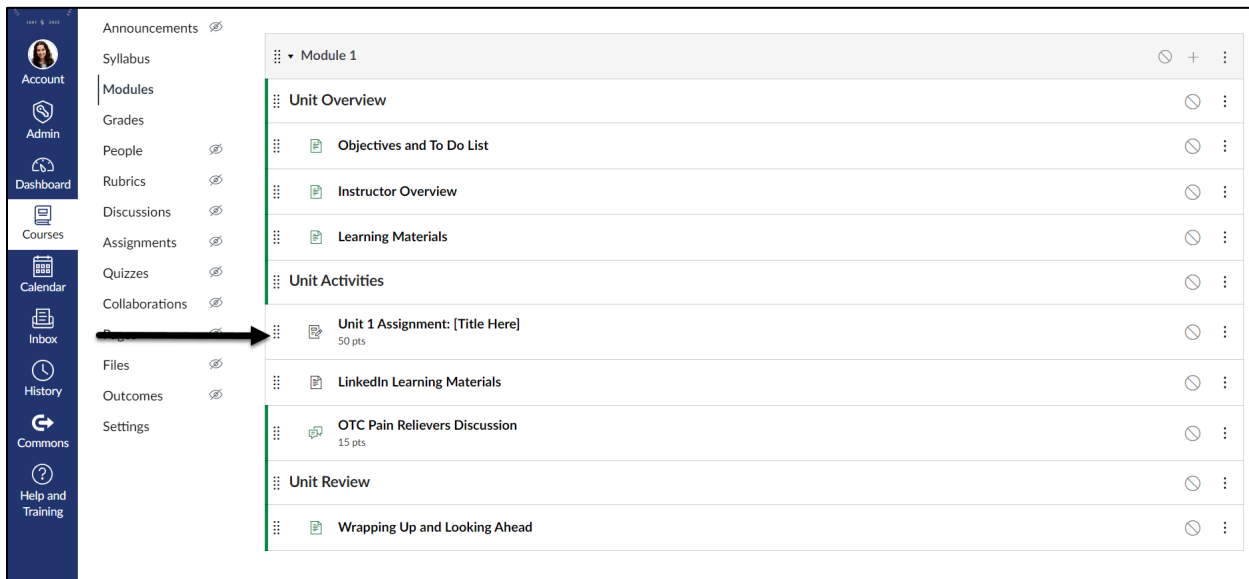 Account
Admin
Dashboard
Courses
Calendar
Inbox
History
Commons
Help and
Training
Announcements
Syllabus
Modules
Grades
People
Rubrics
Discussions
Assignments
Quizzes
Collaborations
Pages
Files
Outcomes
Settings
Module 1
Unit Overview
Objectives and To Do List
Instructor Overview
Learning Materials
Unit Activities
Unit 1 Assignment: [Title Here]
50 pts
LinkedIn Learning Materials
OTC Pain Relievers Discussion
15 pts
Unit Review
Wrapping Up and Looking Ahead